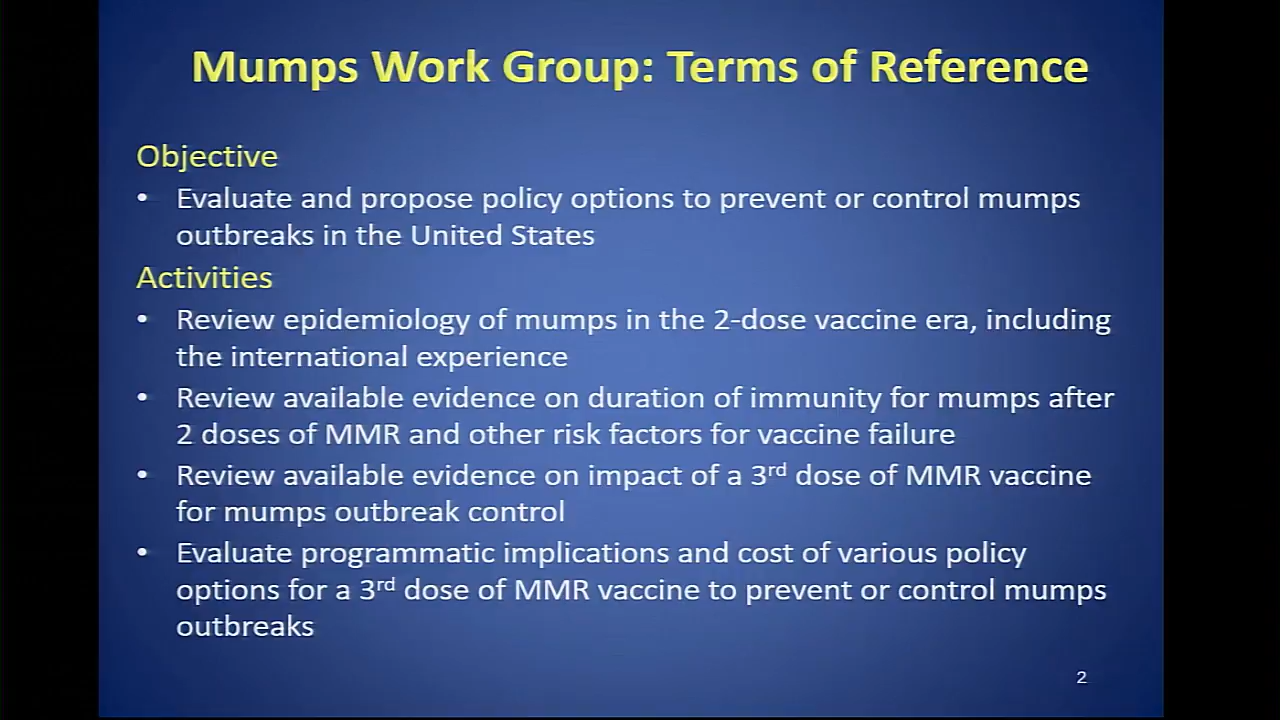 Mumps Work Group: Terms of Reference
Objective
• Evaluate and propose policy options to prevent or control mumps
outbreaks in the United States
Activities
• Review epidemiology of mumps in the 2-dose vaccine era, including
the international experience
• Review available evidence on duration of immunity for mumps after
2 doses of MMR and other risk factors for vaccine failure
• Review available evidence on impact of a 3rd dose of MMR vaccine
for mumps outbreak control
• Evaluate programmatic implications and cost of various policy
options for a 3rd dose of MMR vaccine to prevent or control mumps
outbreaks
2